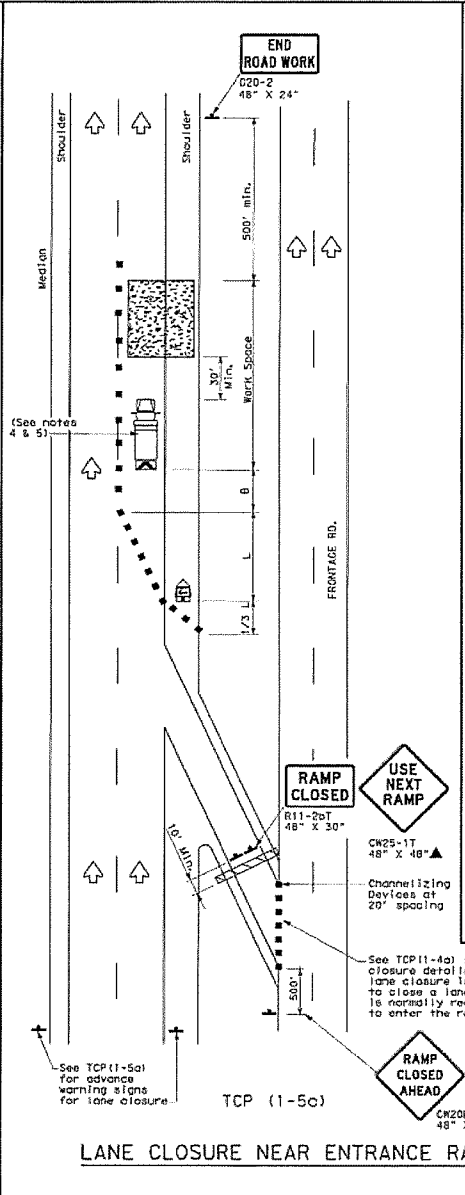 END
ROAD WORK
G20-2
48" X 24"
Shoulder
Shoulder
Median
500' min.
30'
Min.
Work Space
(See notes
4 & 5)
B
L
1/3 L
FRONTAGE RD.
RAMP
CLOSED
R11-2bT
48" X 30"
USE
NEXT
RAMP
CW25-1T
48" X 48"▲
10' Min.
Channelizing
Devices at
20' spacing
See TCP(1-4a)
closure detail
lane closure i
to close a lan
is normally re
to enter the r
500'
RAMP
CLOSED
AHEAD
CW20
48" X
See TCP(1-5a)
for advance
warning signs
for lane closure
TCP (1-5c)
LANE CLOSURE NEAR ENTRANCE RA